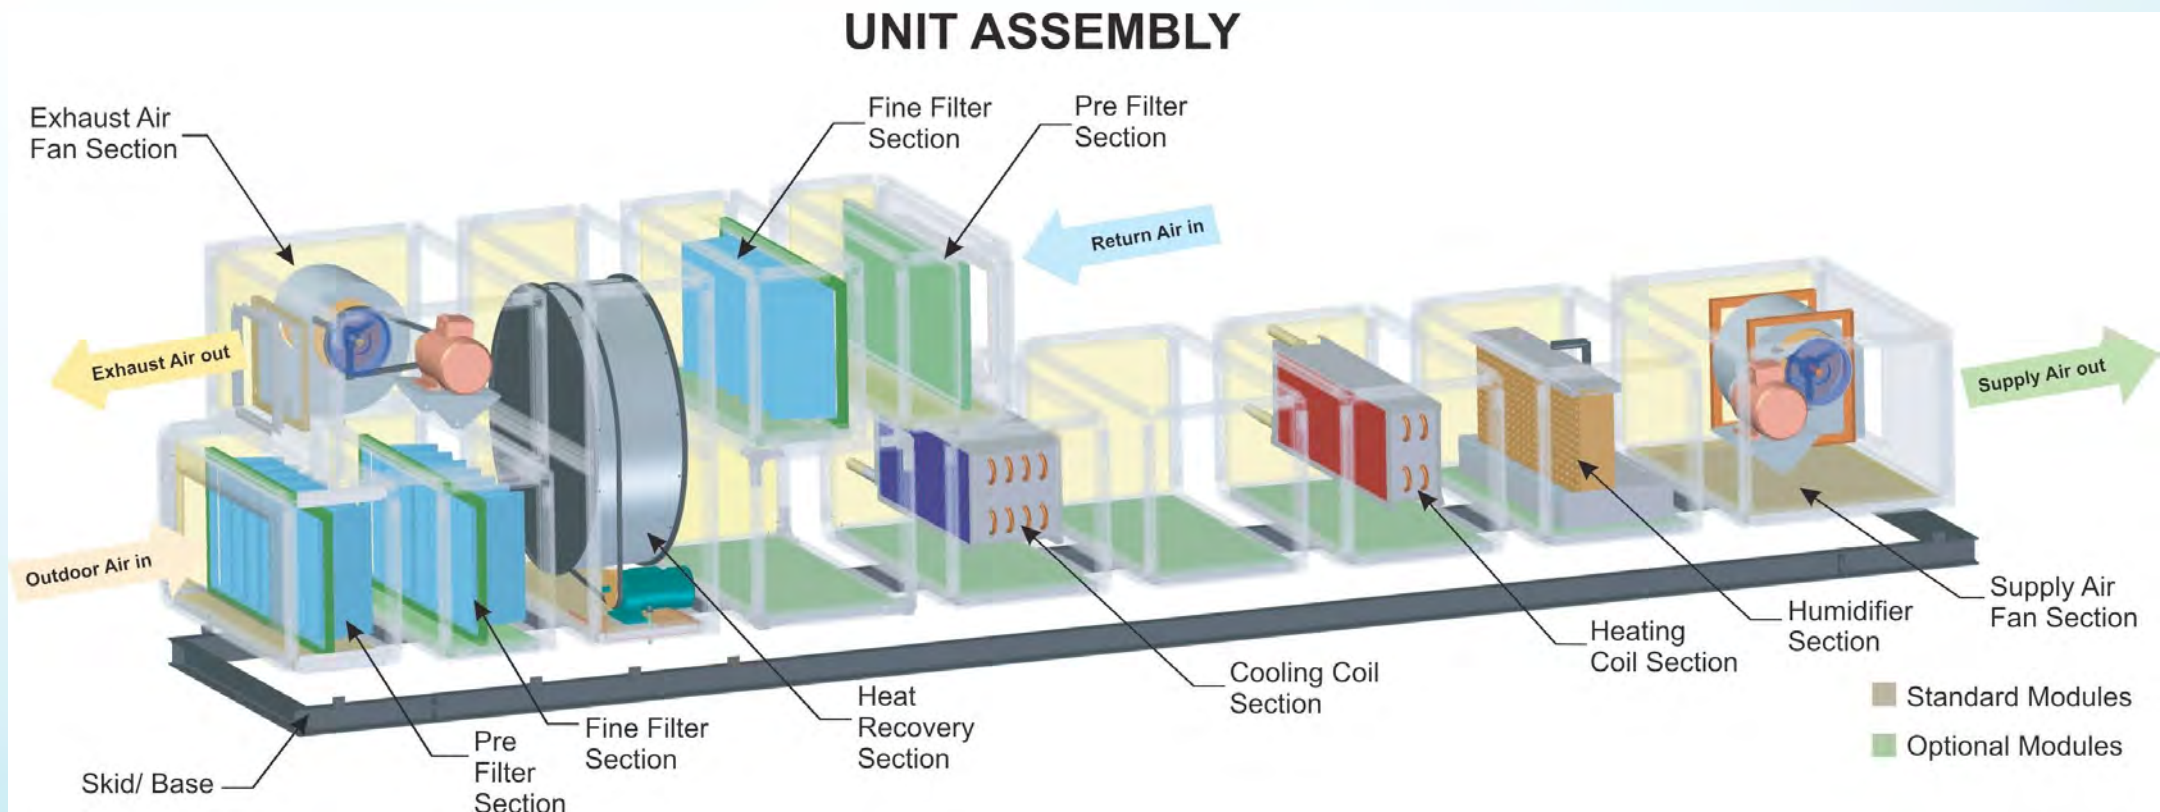 UNIT ASSEMBLY
Exhaust Air
Fan Section
Fine Filter
Section
Pre Filter
Section
Return Air in
Exhaust Air out
Supply Air out
Outdoor Air in
Supply Air
Fan Section
Humidifier
Section
Heating
Coil Section
Cooling Coil
Section
Heat
Recovery
Section
Fine Filter
Section
Pre
Filter
Section
Skid/ Base
Standard Modules
Optional Modules